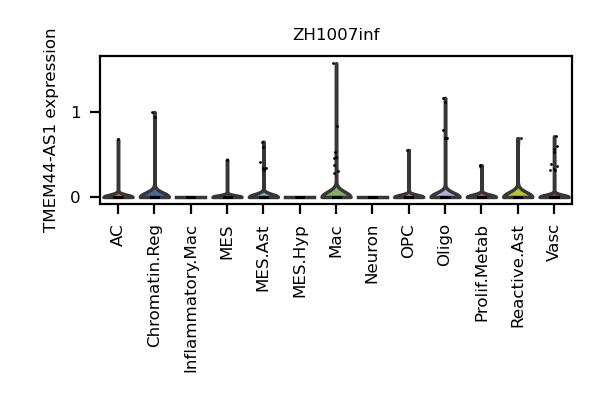 ZH1007inf
TMEM44-AS1 expression
1
0
AC
Chromatin.Reg
Inflammatory.Mac
MES
MES.Ast
MES.Hyp
Mac
Neuron
OPC
Oligo
Prolif.Metab
Reactive.Ast
Vasc